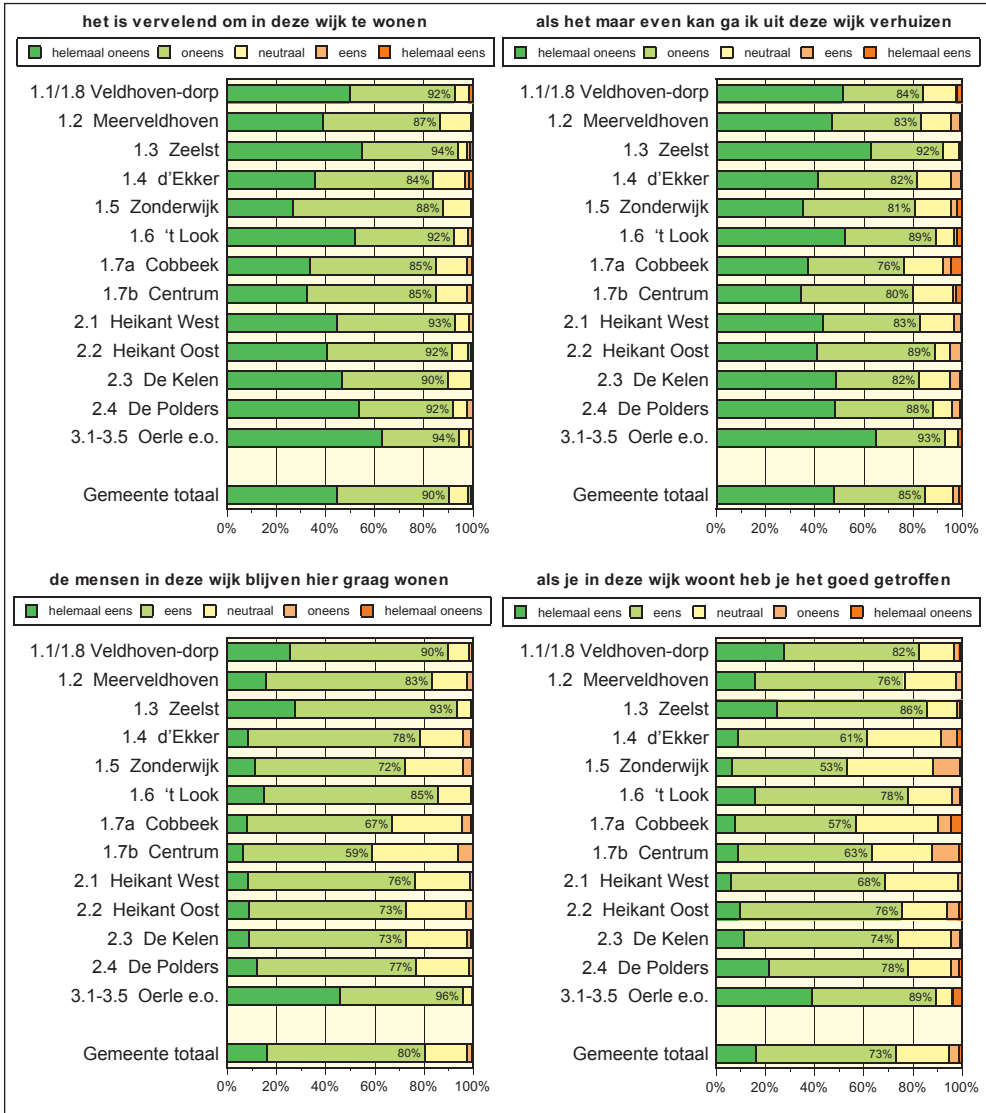 het is vervelend om in deze wijk te wonen
helemaal oneens oneens neutraal eens helemaal eens
1.1/1.8 Veldhoven-dorp 92%
1.2 Meerveldhoven 87%
1.3 Zeelst 94%
1.4 d'Ekker 84%
1.5 Zonderwijk 88%
1.6 ‘t Look 92%
1.7a Cobbeek 85%
1.7b Centrum 85%
2.1 Heikant West 93%
2.2 Heikant Oost 92%
2.3 De Kelen 90%
2.4 De Polders 92%
3.1-3.5 Oerle e.o. 94%
Gemeente totaal 90%
0% 20% 40% 60% 80% 100%
als het maar even kan ga ik uit deze wijk verhuizen
helemaal oneens oneens neutraal eens helemaal eens
1.1/1.8 Veldhoven-dorp 84%
1.2 Meerveldhoven 83%
1.3 Zeelst 92%
1.4 d'Ekker 82%
1.5 Zonderwijk 81%
1.6 ‘t Look 89%
1.7a Cobbeek 76%
1.7b Centrum 80%
2.1 Heikant West 83%
2.2 Heikant Oost 89%
2.3 De Kelen 82%
2.4 De Polders 88%
3.1-3.5 Oerle e.o. 93%
Gemeente totaal 85%
0% 20% 40% 60% 80% 100%
de mensen in deze wijk blijven hier graag wonen
helemaal eens eens neutraal oneens helemaal oneens
1.1/1.8 Veldhoven-dorp 90%
1.2 Meerveldhoven 83%
1.3 Zeelst 93%
1.4 d'Ekker 78%
1.5 Zonderwijk 72%
1.6 ‘t Look 85%
1.7a Cobbeek 67%
1.7b Centrum 59%
2.1 Heikant West 76%
2.2 Heikant Oost 73%
2.3 De Kelen 73%
2.4 De Polders 77%
3.1-3.5 Oerle e.o. 96%
Gemeente totaal 80%
0% 20% 40% 60% 80% 100%
als je in deze wijk woont heb je het goed getroffen
helemaal eens eens neutraal oneens helemaal oneens
1.1/1.8 Veldhoven-dorp 82%
1.2 Meerveldhoven 76%
1.3 Zeelst 86%
1.4 d'Ekker 61%
1.5 Zonderwijk 53%
1.6 ‘t Look 78%
1.7a Cobbeek 57%
1.7b Centrum 63%
2.1 Heikant West 68%
2.2 Heikant Oost 76%
2.3 De Kelen 74%
2.4 De Polders 78%
3.1-3.5 Oerle e.o. 89%
Gemeente totaal 73%
0% 20% 40% 60% 80% 100%